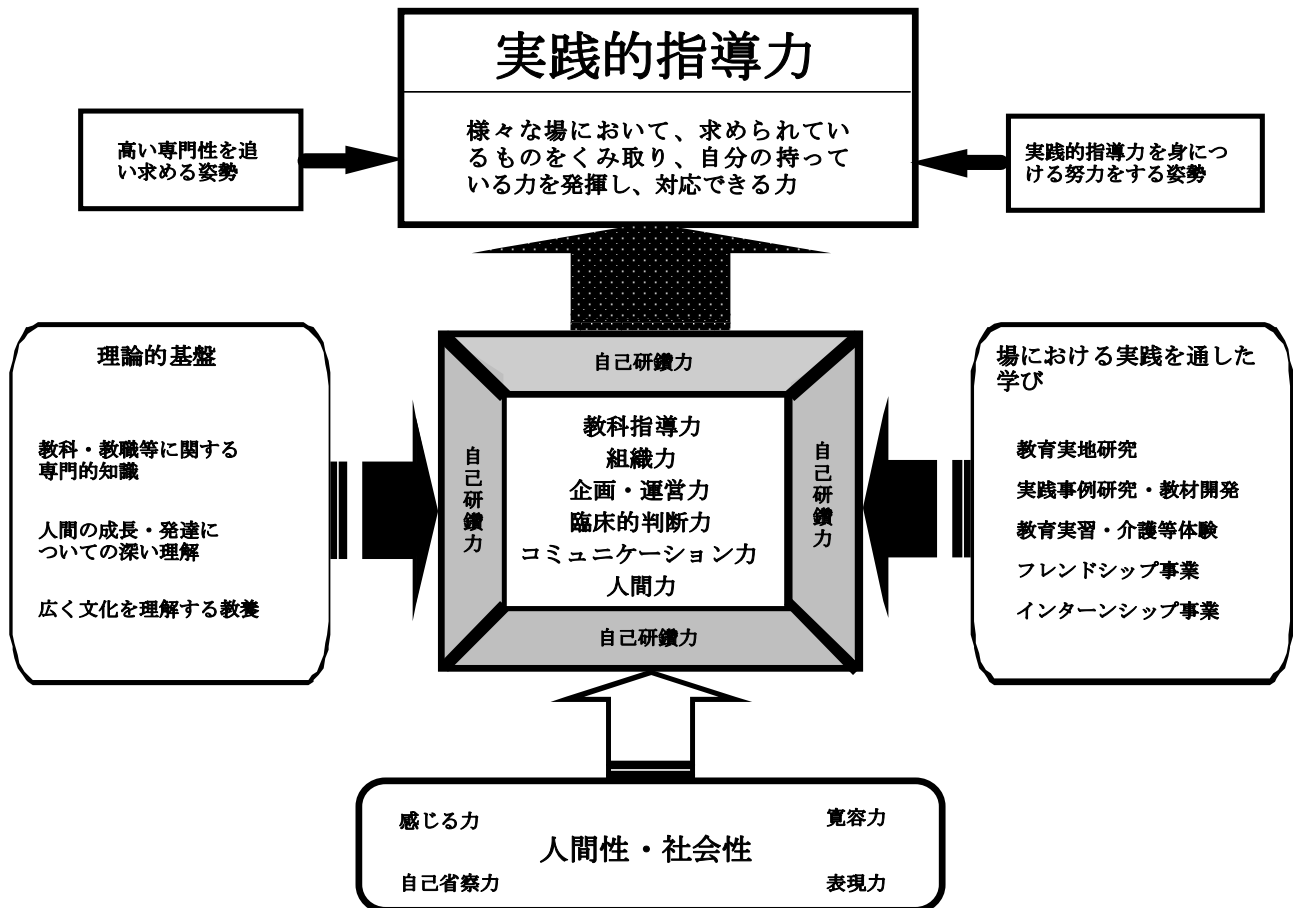 実践的指導力
様々な場において、求められてい
るものをくみ取り、自分の持って
いる力を発揮し、対応できる力
高い専門性を追
い求める姿勢
実践的指導力を身につ
ける努力をする姿勢
理論的基盤
教科・教職等に関する
専門的知識
人間の成長・発達に
ついての深い理解
広く文化を理解する教養
自己研鑽力
自己研鑽力
教科指導力
組織力
企画・運営力
臨床的判断力
コミュニケーション力
人間力
自己研鑽力
自己研鑽力
場における実践を通した
学び
教育実地研究
実践事例研究・教材開発
教育実習・介護等体験
フレンドシップ事業
インターンシップ事業
感じる力
寛容力
人間性・社会性
自己省察力
表現力